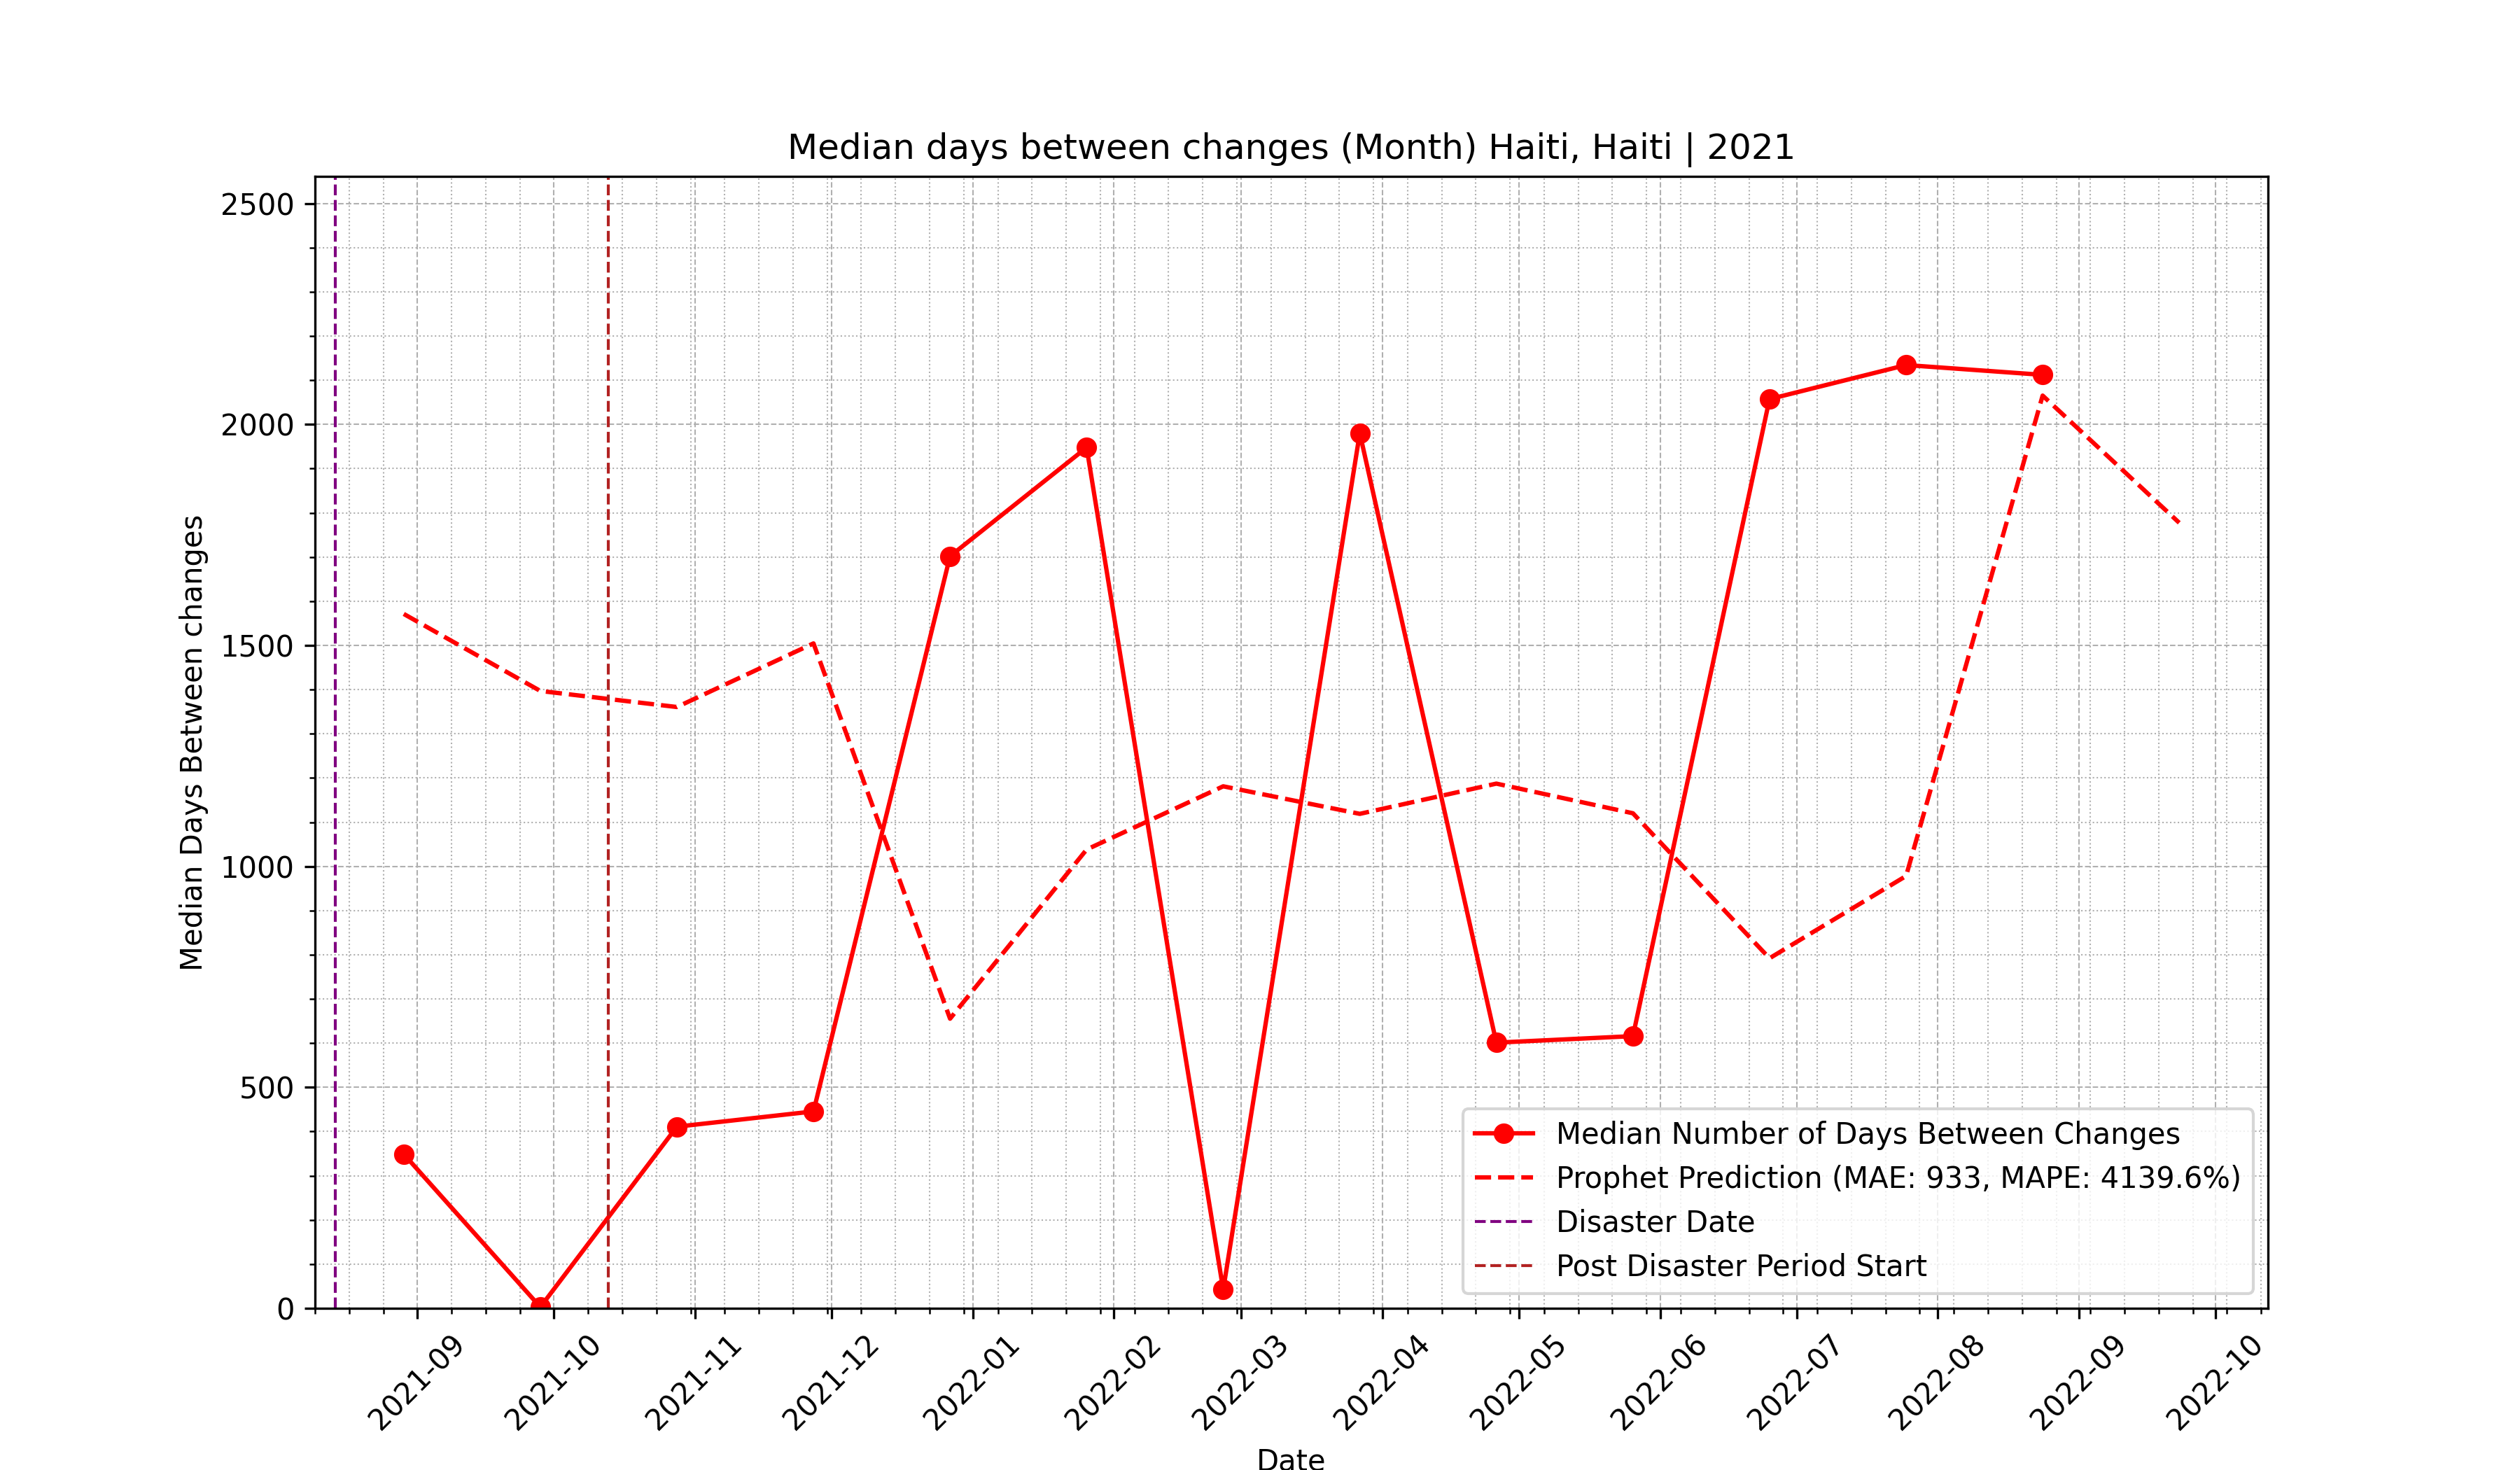 Median days between changes (Month) Haiti, Haiti | 2021
Median Days Between changes
2500
2000
1500
1000
500
0
Median Number of Days Between Changes
Prophet Prediction (MAE: 933, MAPE: 4139.6%)
Disaster Date
Post Disaster Period Start
2021-09
2021-10
2021-11
2021-12
2022-01
2022-02
2022-03
2022-04
2022-05
2022-06
2022-07
2022-08
2022-09
2022-10
Date